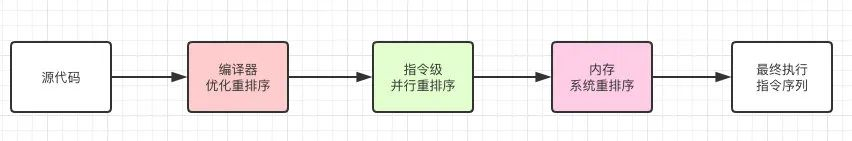 源代码
编译器
优化重排序
指令级
并行重排序
内存
系统重排序
最终执行
指令序列